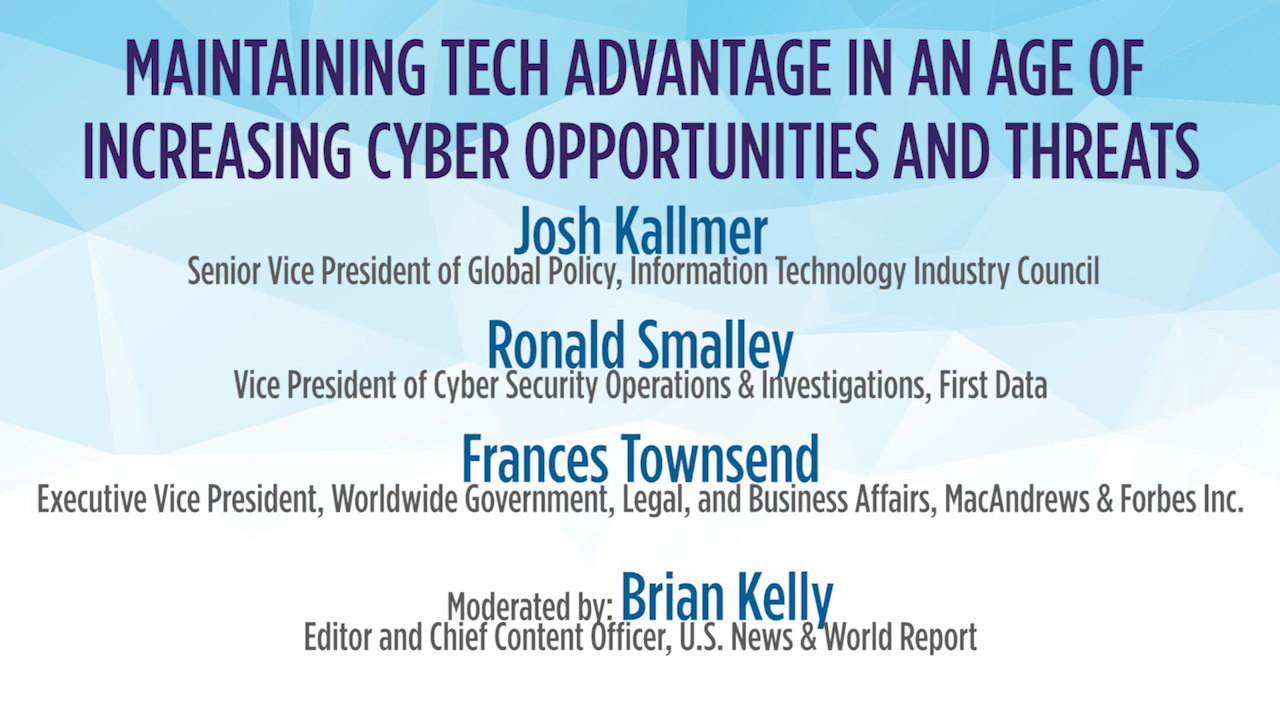 MAINTAINING TECH ADVANTAGE IN AN AGE OF
INCREASING CYBER OPPORTUNITIES AND THREATS
Josh Kallmer
Senior Vice President of Global Policy, Information Technology Industry Council
Ronald Smalley
Vice President of Cyber Security Operations & Investigations, First Data
Frances Townsend
Executive Vice President, Worldwide Government, Legal, and Business Affairs, MacAndrews & Forbes Inc.
Moderated by: Brian Kelly
Editor and Chief Content Officer, U.S. News & World Report